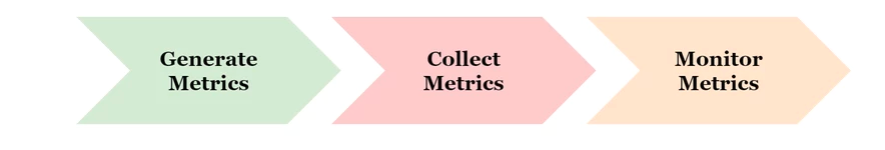 Generate
Metrics
Collect
Metrics
Monitor
Metrics